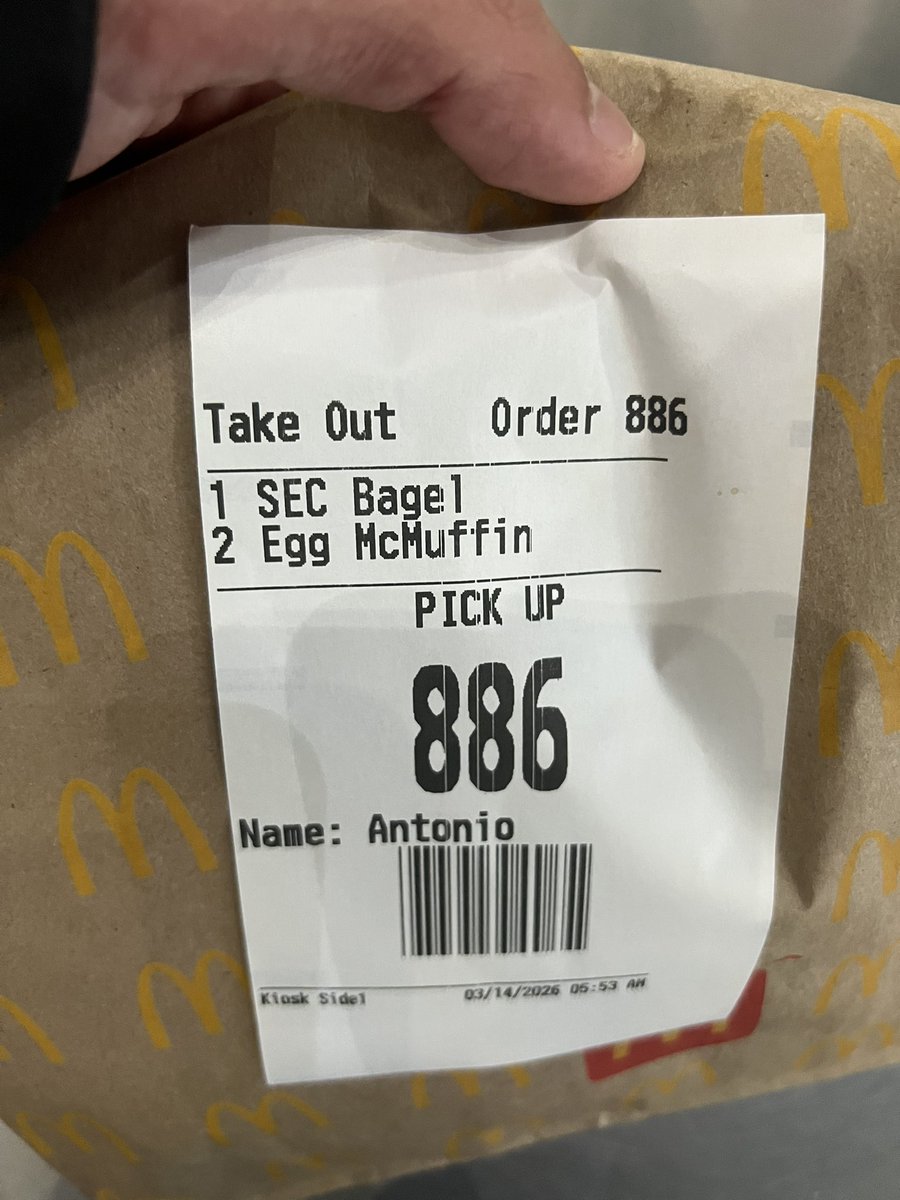 Take Out Order 886
1 SEC Bagel
2 Egg McMuffin
PICK UP
886
Name: Antonio
Kiosk Side1 03/14/2026 05:53 AM